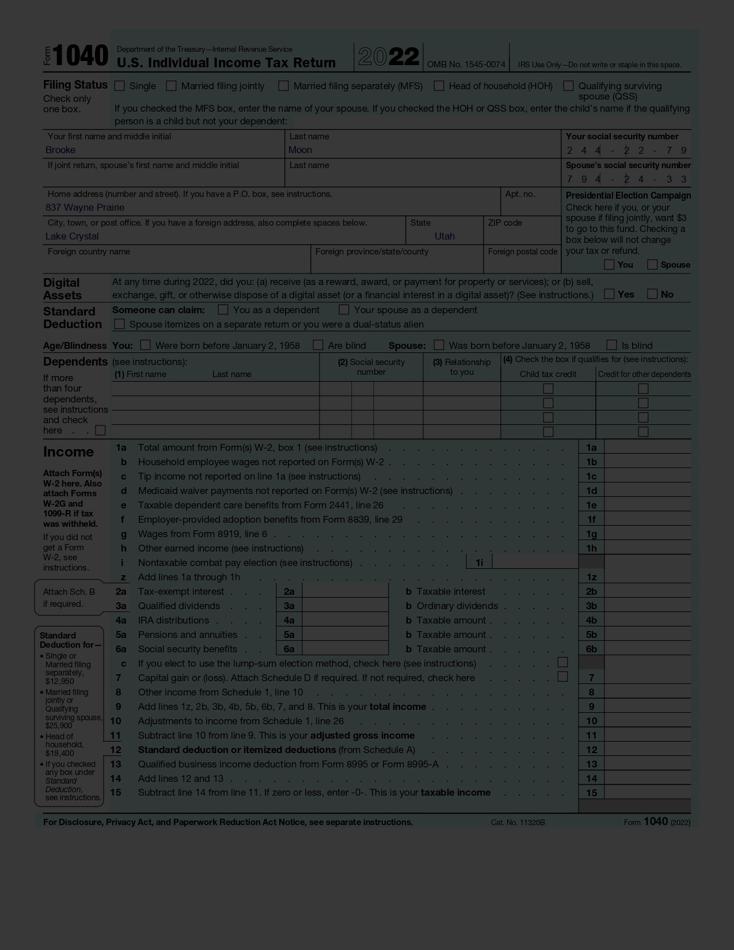 Form 1040 Department of the Treasury—Internal Revenue Service
U.S. Individual Income Tax Return 2022 OMB No. 1545-0074 IRS Use Only—Do not write or staple in this space.
Filing Status Single Married filing jointly Married filing separately (MFS) Head of household (HOH) Qualifying surviving spouse (QSS)
Check only one box.
If you checked the MFS box, enter the name of your spouse. If you checked the HOH or QSS box, enter the child's name if the qualifying
person is a child but not your dependent:
Your first name and middle initial Last name Your social security number
Brooke Moon 2 4 4 - 2 2 - 7 9
If joint return, spouse's first name and middle initial Last name Spouse's social security number
7 9 4 - 2 4 - 3 3
Home address (number and street). If you have a P.O. box, see instructions. Apt. no.
837 Wayne Prairie
City, town, or post office. If you have a foreign address, also complete spaces below. State ZIP code
Lake Crystal Utah
Foreign country name Foreign province/state/county Foreign postal code
Presidential Election Campaign
Check here if you, or your
spouse if filing jointly, want $3
to go to this fund. Checking a
box below will not change
your tax or refund.
You Spouse
Digital Assets
At any time during 2022, did you: (a) receive (as a reward, award, or payment for property or services); or (b) sell,
exchange, gift, or otherwise dispose of a digital asset (or a financial interest in a digital asset)? (See instructions.) Yes No
Standard Deduction
Someone can claim: You as a dependent Your spouse as a dependent
Spouse itemizes on a separate return or you were a dual-status alien
Age/Blindness You: Were born before January 2, 1958 Are blind Spouse: Was born before January 2, 1958 Is blind
Dependents (see instructions): (2) Social security number (3) Relationship to you (4) Check the box if qualifies for (see instructions):
(1) First name Last name Child tax credit Credit for other dependents
If more
than four
dependents,
see instructions
and check
here . .
Income
Attach Form(s)
W-2 here. Also
attach Forms
W-2G and
1099-R if tax
was withheld.
If you did not
get a Form
W-2, see
instructions.
1a Total amount from Form(s) W-2, box 1 (see instructions) 1a
b Household employee wages not reported on Form(s) W-2 1b
c Tip income not reported on line 1a (see instructions) 1c
d Medicaid waiver payments not reported on Form(s) W-2 (see instructions) 1d
e Taxable dependent care benefits from Form 2441, line 26 1e
f Employer-provided adoption benefits from Form 8839, line 29 1f
g Wages from Form 8919, line 6 1g
h Other earned income (see instructions) 1h
i Nontaxable combat pay election (see instructions) 1i
z Add lines 1a through 1h 1z
Attach Sch. B
if required.
2a Tax-exempt interest 2a b Taxable interest 2b
3a Qualified dividends 3a b Ordinary dividends 3b
4a IRA distributions 4a b Taxable amount 4b
5a Pensions and annuities 5a b Taxable amount 5b
6a Social security benefits 6a b Taxable amount 6b
c If you elect to use the lump-sum election method, check here (see instructions)
7 Capital gain or (loss). Attach Schedule D if required. If not required, check here 7
8 Other income from Schedule 1, line 10 8
9 Add lines 1z, 2b, 3b, 4b, 5b, 6b, 7, and 8. This is your total income 9
10 Adjustments to income from Schedule 1, line 26 10
11 Subtract line 10 from line 9. This is your adjusted gross income 11
12 Standard deduction or itemized deductions (from Schedule A) 12
13 Qualified business income deduction from Form 8995 or Form 8995-A 13
14 Add lines 12 and 13 14
15 Subtract line 14 from line 11. If zero or less, enter -0-. This is your taxable income 15
Standard
Deduction for—
• Single or
Married filing
separately,
$12,950
• Married filing
jointly or
Qualifying
surviving spouse,
$25,900
• Head of
household,
$19,400
• If you checked
any box under
Standard
Deduction,
see instructions.
For Disclosure, Privacy Act, and Paperwork Reduction Act Notice, see separate instructions. Cat. No. 11320B Form 1040 (2022)